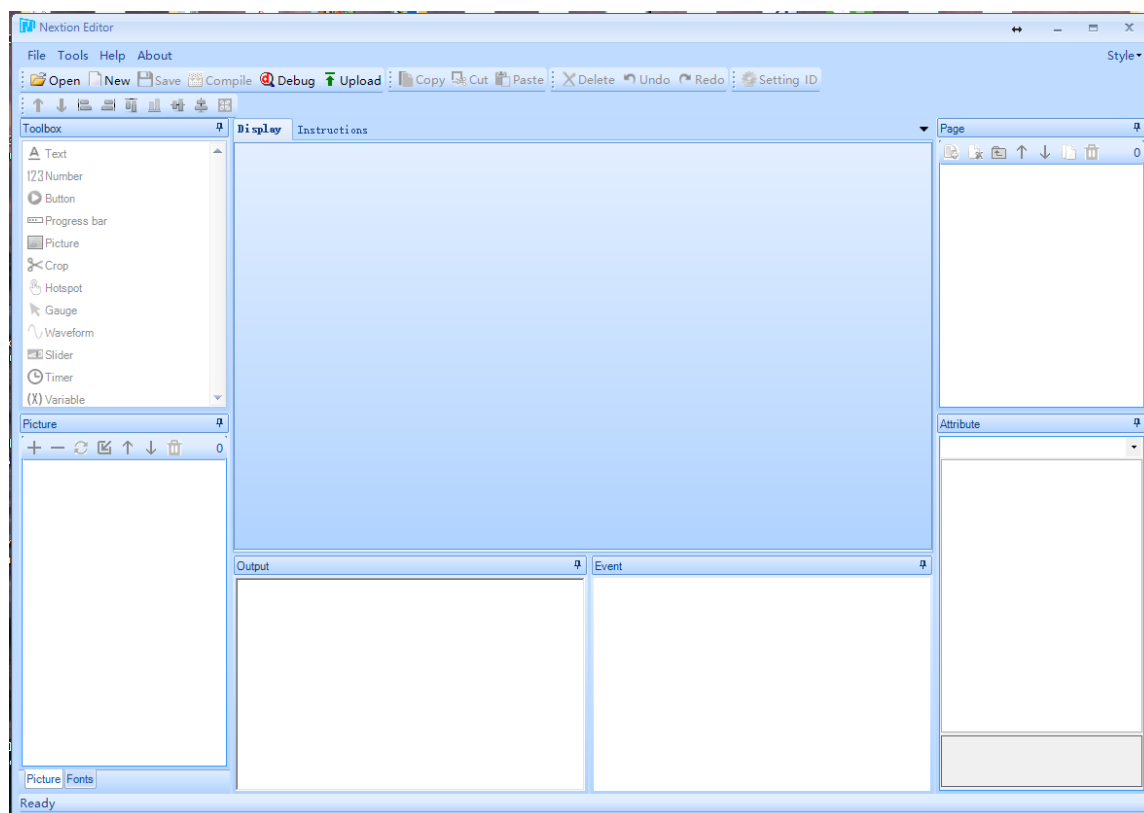 Nextion Editor
File Tools Help About Style
Open New Save Compile Debug Upload Copy Cut Paste Delete Undo Redo Setting ID
Toolbox
A Text
123 Number
Button
Progress bar
Picture
Crop
Hotspot
Gauge
Waveform
Slider
Timer
(X) Variable
Picture
0
Picture Fonts
Display Instructions
Output
Event
Page
0
Attribute
Ready